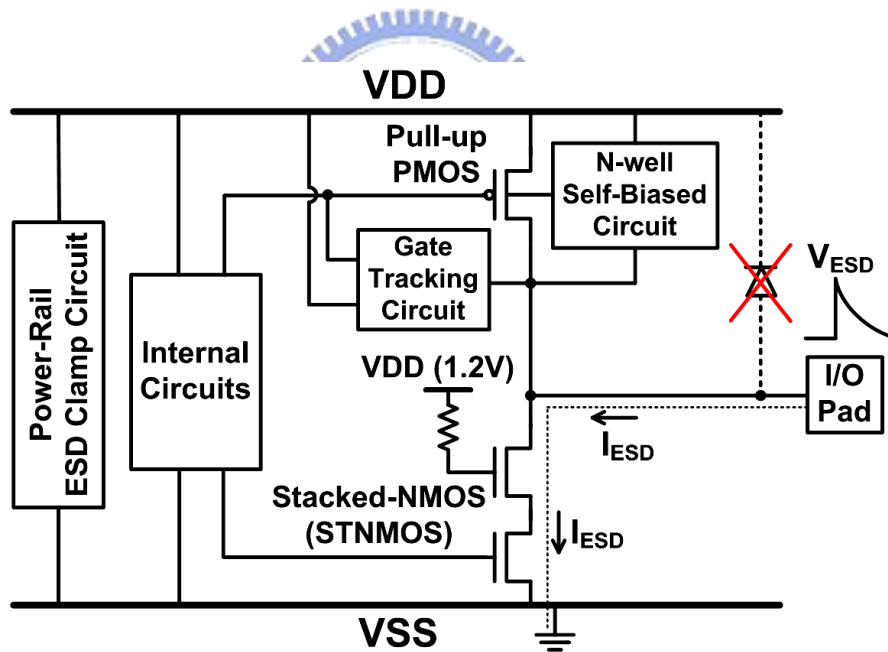 VDD
Pull-up
PMOS
N-well
Self-Biased
Circuit
Gate
Tracking
Circuit
Power-Rail
ESD Clamp Circuit
Internal
Circuits
VDD (1.2V)
Stacked-NMOS
(STNMOS)
VESD
I/O
Pad
IESD
IESD
VSS